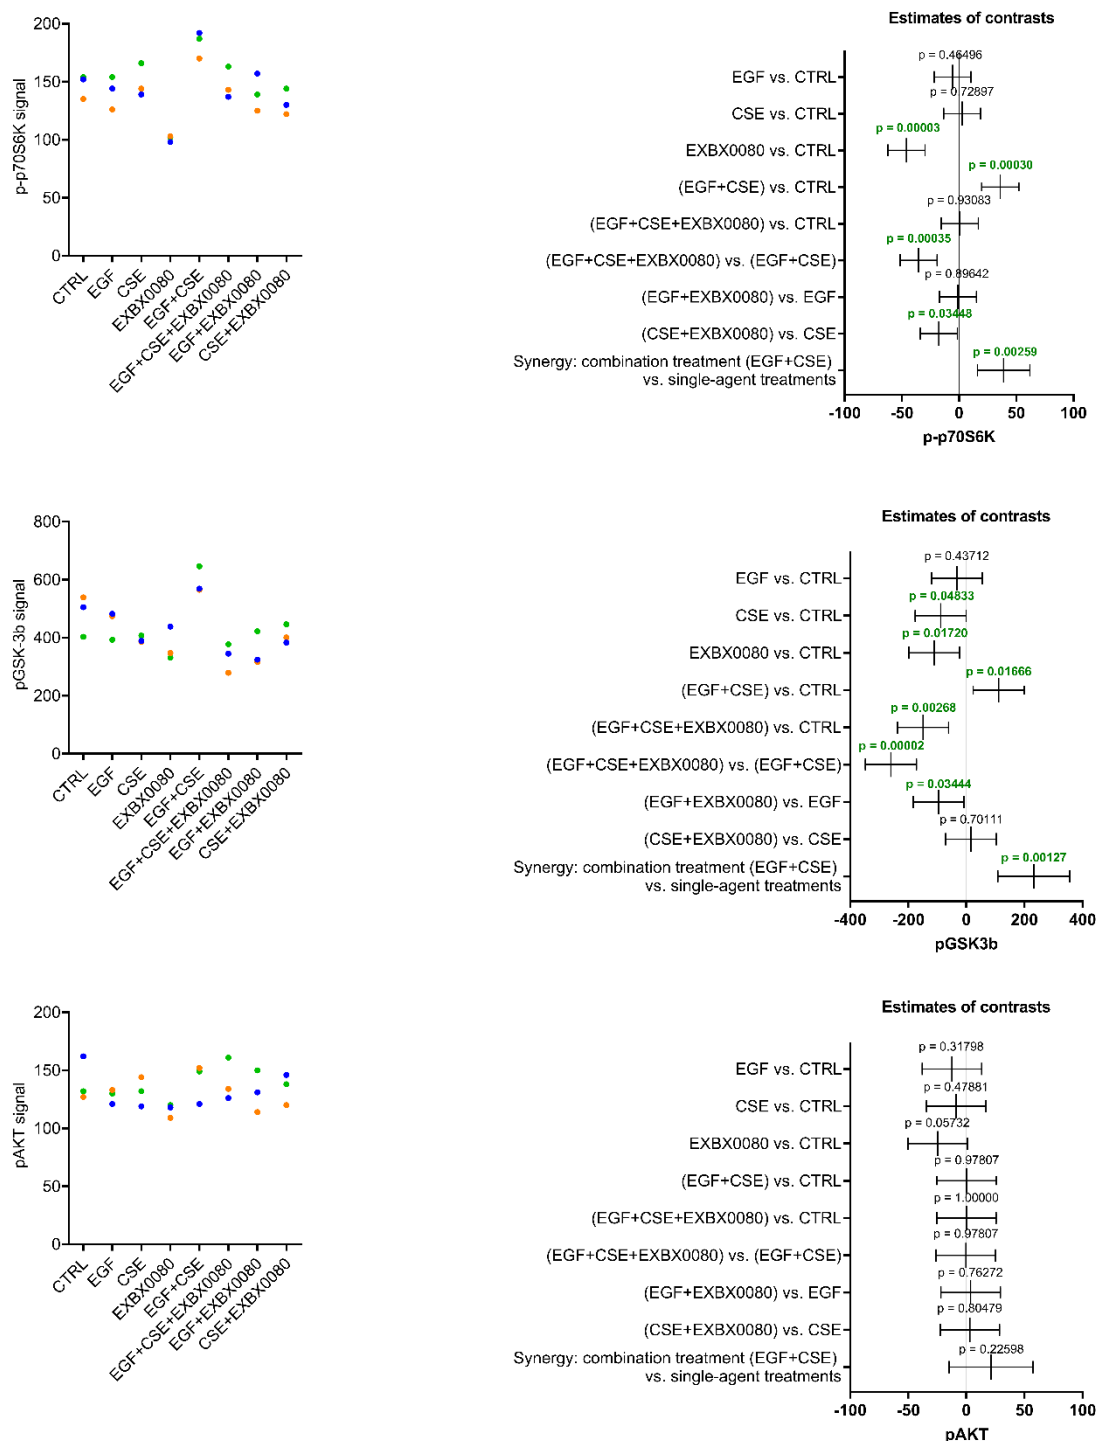 200
150
100
50
0
p-p70S6K signal
CTRL
EGF
CSE
EXBX0080
EGF+CSE
EGF+CSE+EXBX0080
EGF+EXBX0080
CSE+EXBX0080
Estimates of contrasts
p = 0.46496
EGF vs. CTRL
p = 0.72897
CSE vs. CTRL
p = 0.00003
EXBX0080 vs. CTRL
p = 0.00030
(EGF+CSE) vs. CTRL
p = 0.93083
(EGF+CSE+EXBX0080) vs. CTRL
p = 0.00035
(EGF+CSE+EXBX0080) vs. (EGF+CSE)
p = 0.89642
(EGF+EXBX0080) vs. EGF
p = 0.03448
(CSE+EXBX0080) vs. CSE
p = 0.00259
Synergy: combination treatment (EGF+CSE)
vs. single-agent treatments
-100 -50 0 50 100
p-p70S6K
800
600
400
200
0
pGSK-3b signal
CTRL
EGF
CSE
EXBX0080
EGF+CSE
EGF+CSE+EXBX0080
EGF+EXBX0080
CSE+EXBX0080
Estimates of contrasts
p = 0.43712
EGF vs. CTRL
p = 0.04833
CSE vs. CTRL
p = 0.01720
EXBX0080 vs. CTRL
p = 0.01666
(EGF+CSE) vs. CTRL
p = 0.00268
(EGF+CSE+EXBX0080) vs. CTRL
p = 0.00002
(EGF+CSE+EXBX0080) vs. (EGF+CSE)
p = 0.03444
(EGF+EXBX0080) vs. EGF
p = 0.70111
(CSE+EXBX0080) vs. CSE
p = 0.00127
Synergy: combination treatment (EGF+CSE)
vs. single-agent treatments
-400 -200 0 200 400
pGSK3b
200
150
100
50
0
pAKT signal
CTRL
EGF
CSE
EXBX0080
EGF+CSE
EGF+CSE+EXBX0080
EGF+EXBX0080
CSE+EXBX0080
Estimates of contrasts
p = 0.31798
EGF vs. CTRL
p = 0.47881
CSE vs. CTRL
p = 0.05732
EXBX0080 vs. CTRL
p = 0.97807
(EGF+CSE) vs. CTRL
p = 1.00000
(EGF+CSE+EXBX0080) vs. CTRL
p = 0.97807
(EGF+CSE+EXBX0080) vs. (EGF+CSE)
p = 0.76272
(EGF+EXBX0080) vs. EGF
p = 0.80479
(CSE+EXBX0080) vs. CSE
p = 0.22598
Synergy: combination treatment (EGF+CSE)
vs. single-agent treatments
-100 -50 0 50 100
pAKT